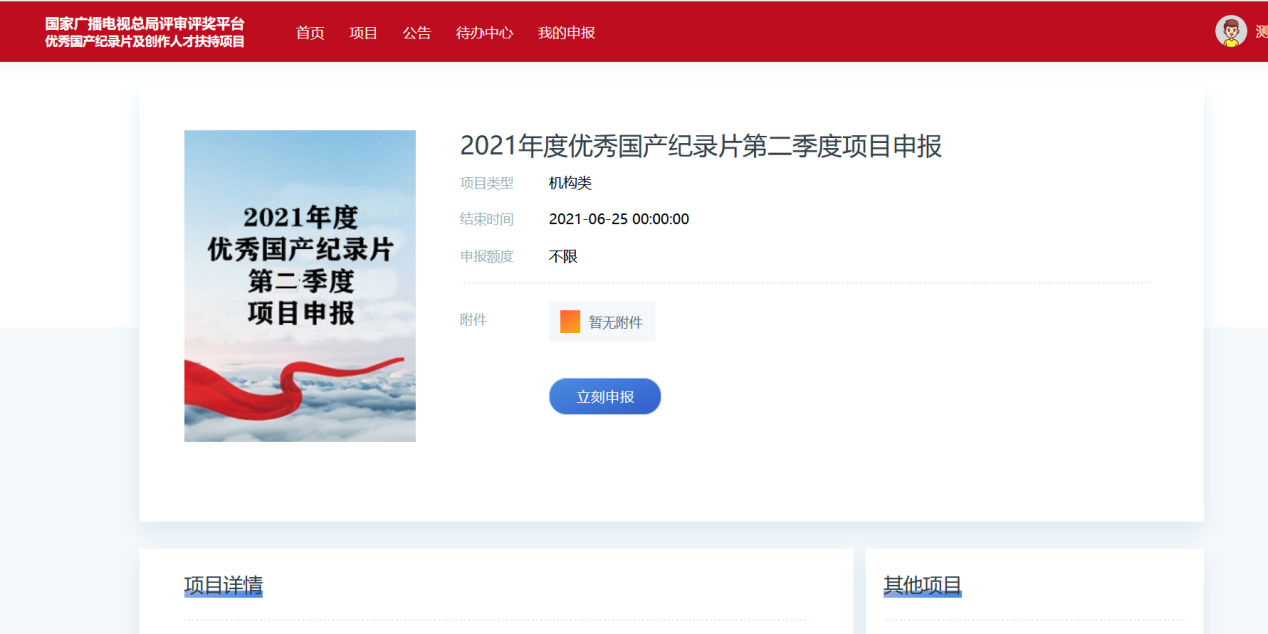 国家广播电视总局评审评奖平台
优秀国产纪录片及创作人才扶持项目
首页 项目 公告 待办中心 我的申报
测
2021年度
优秀国产纪录片
第二季度
项目申报
2021年度优秀国产纪录片第二季度项目申报
项目类型 机构类
结束时间 2021-06-25 00:00:00
申报额度 不限
附件 暂无附件
立刻申报
项目详情
其他项目